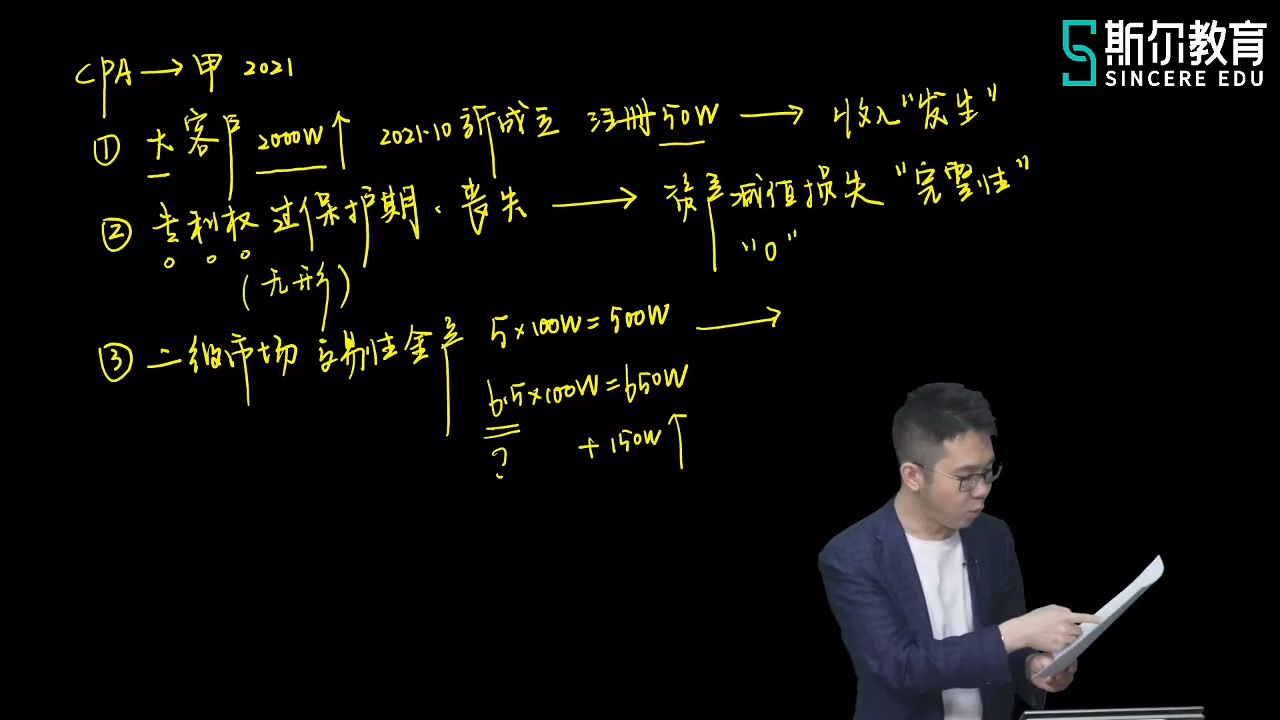 斯尔教育
SINCERE EDU
CPA → 甲 2021
① 大客户 2000W↑ 2021.10 新成立 注册50W → 收入"发生"
② 专利权 过保护期、丧失 → 资产减值损失 "完整性"
"0"
(无形)
③ 二级市场 交易性金产 5×100W=500W →
6.5×100W=650W
? +150W↑